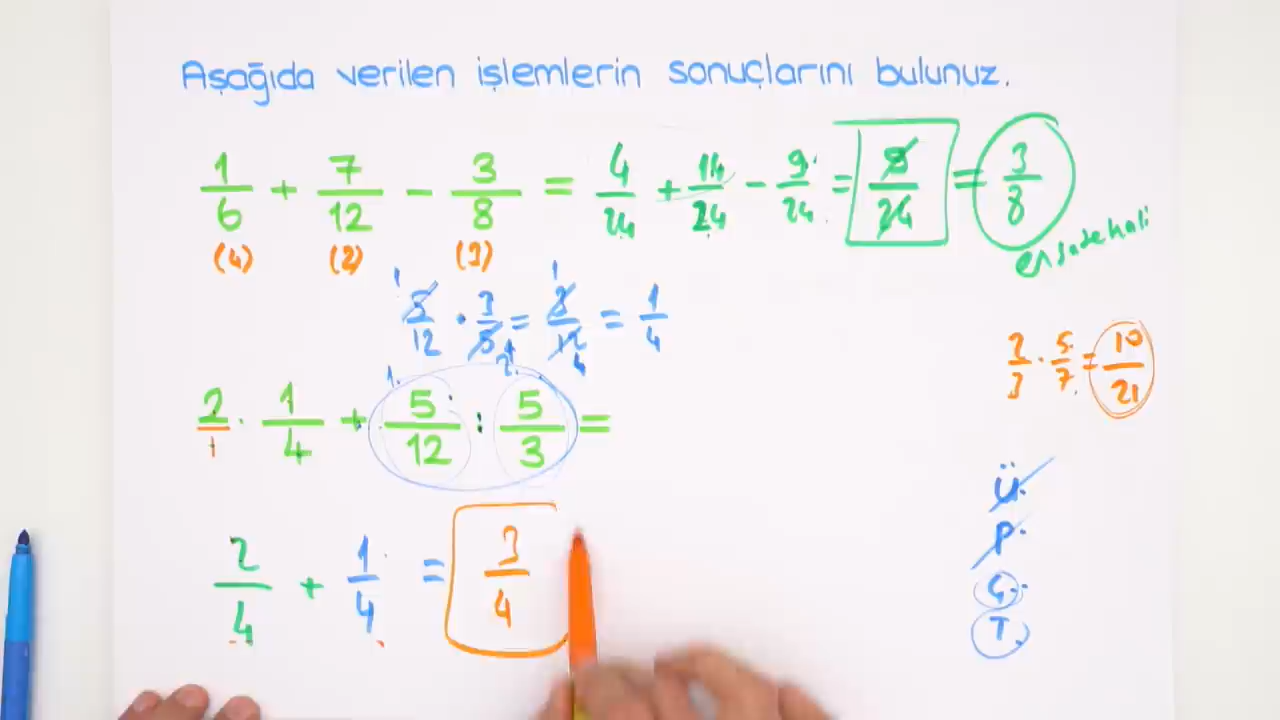 Aşağıda verilen işlemlerin sonuçlarını bulunuz.
1/6 + 7/12 - 3/8 = 4/24 + 14/24 - 9/24 = 9/24 = 3/8
(4) (2) (3)
en sade hali
5/12 · 3/5 = 3/12 = 1/4
2/3 · 5/7 = 10/21
2/1 · 1/4 + 5/12 : 5/3 =
Ü.
P.
Ç.
T.
2/4 + 1/4 = 3/4